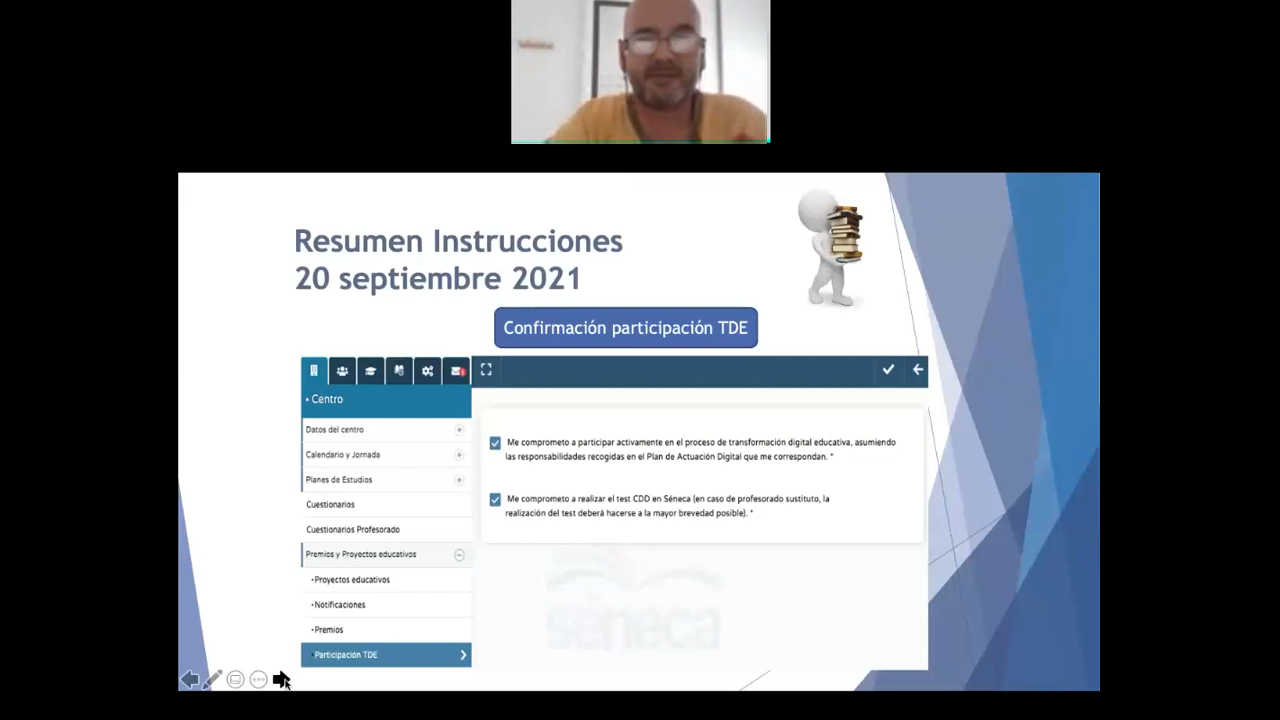 Resumen Instrucciones
20 septiembre 2021
Confirmación participación TDE
• Centro
Datos del centro
Calendario y Jornada
Planes de Estudios
Cuestionarios
Cuestionarios Profesorado
Premios y Proyectos educativos
•Proyectos educativos
•Notificaciones
•Premios
•Participación TDE
Me comprometo a participar activamente en el proceso de transformación digital educativa, asumiendo
las responsabilidades recogidas en el Plan de Actuación Digital que me correspondan. *
Me comprometo a realizar el test CDD en Séneca (en caso de profesorado sustituto, la
realización del test deberá hacerse a la mayor brevedad posible). *
séneca